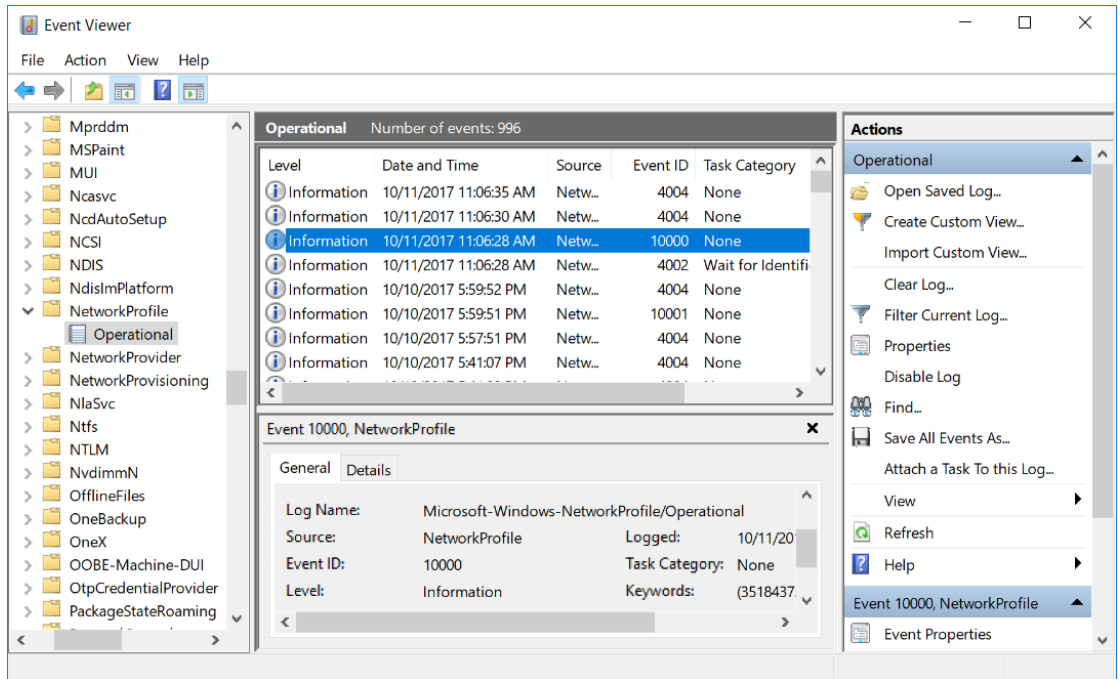 Event Viewer
File Action View Help
Mprddm
MSPaint
MUI
Ncasvc
NcdAutoSetup
NCSI
NDIS
NdisImPlatform
NetworkProfile
Operational
NetworkProvider
NetworkProvisioning
NlaSvc
Ntfs
NTLM
NvdimmN
OfflineFiles
OneBackup
OneX
OOBE-Machine-DUI
OtpCredentialProvider
PackageStateRoaming
Operational Number of events: 996
Level Date and Time Source Event ID Task Category
Information 10/11/2017 11:06:35 AM Netw... 4004 None
Information 10/11/2017 11:06:30 AM Netw... 4004 None
Information 10/11/2017 11:06:28 AM Netw... 10000 None
Information 10/11/2017 11:06:28 AM Netw... 4002 Wait for Identifi
Information 10/10/2017 5:59:52 PM Netw... 4004 None
Information 10/10/2017 5:59:51 PM Netw... 10001 None
Information 10/10/2017 5:57:51 PM Netw... 4004 None
Information 10/10/2017 5:41:07 PM Netw... 4004 None
Event 10000, NetworkProfile
General Details
Log Name: Microsoft-Windows-NetworkProfile/Operational
Source: NetworkProfile Logged: 10/11/20
Event ID: 10000 Task Category: None
Level: Information Keywords: (3518437.
Actions
Operational
Open Saved Log...
Create Custom View...
Import Custom View...
Clear Log...
Filter Current Log...
Properties
Disable Log
Find...
Save All Events As...
Attach a Task To this Log...
View
Refresh
Help
Event 10000, NetworkProfile
Event Properties